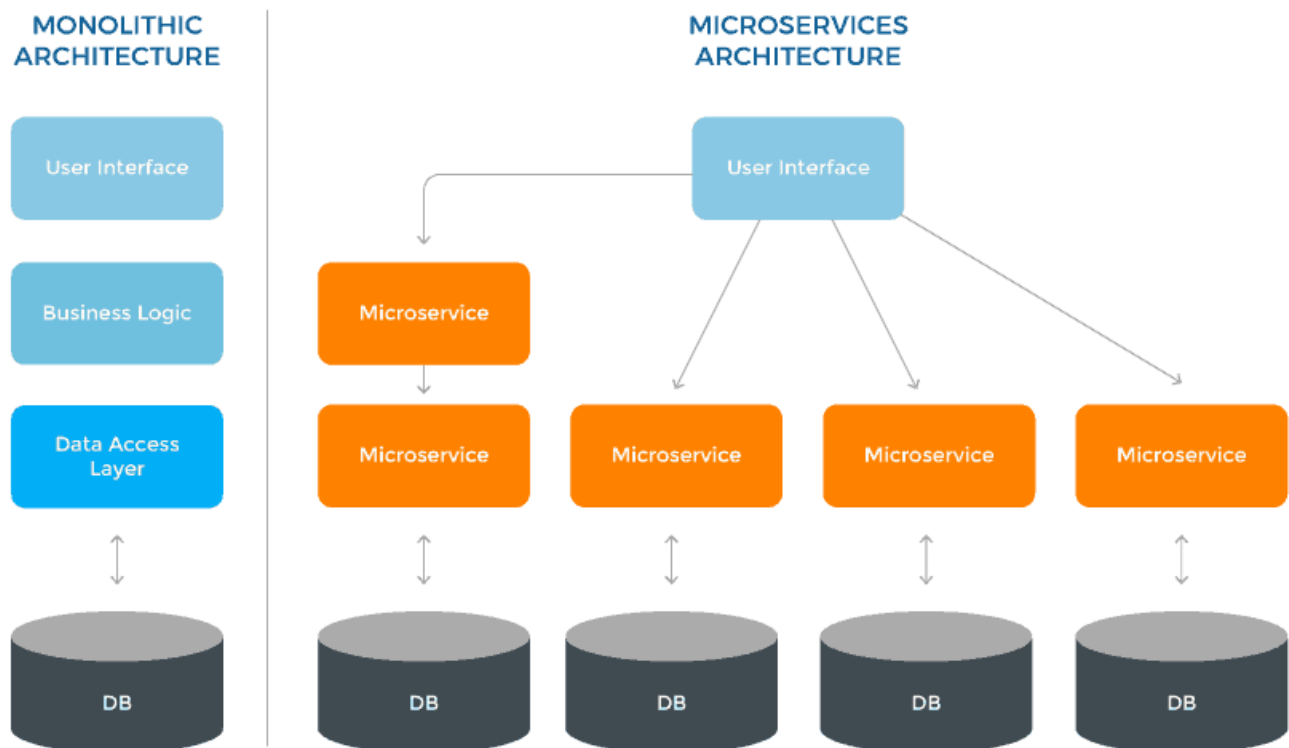 MONOLITHIC
ARCHITECTURE
MICROSERVICES
ARCHITECTURE
User Interface
User Interface
Business Logic
Microservice
Data Access
Layer
Microservice
Microservice
Microservice
Microservice
DB
DB
DB
DB
DB